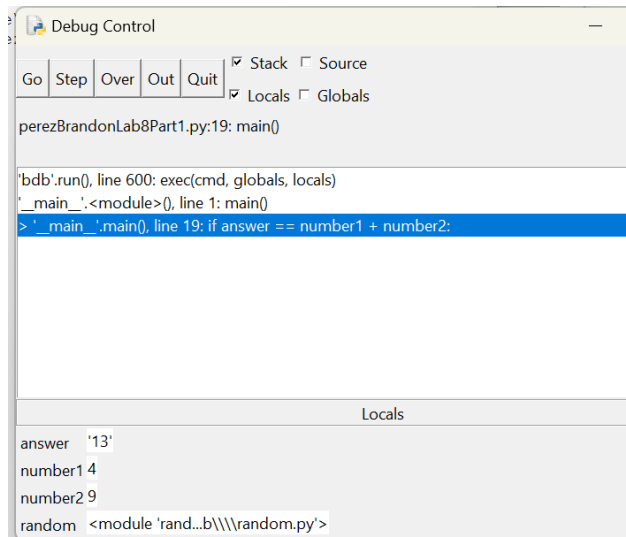 Debug Control
Go Step Over Out Quit
Stack Source
Locals Globals
perezBrandonLab8Part1.py:19: main()
'bdb'.run(), line 600: exec(cmd, globals, locals)
'__main__'.<module>(), line 1: main()
> '__main__'.main(), line 19: if answer == number1 + number2:
Locals
answer '13'
number1 4
number2 9
random <module 'rand...b\\\\random.py'>